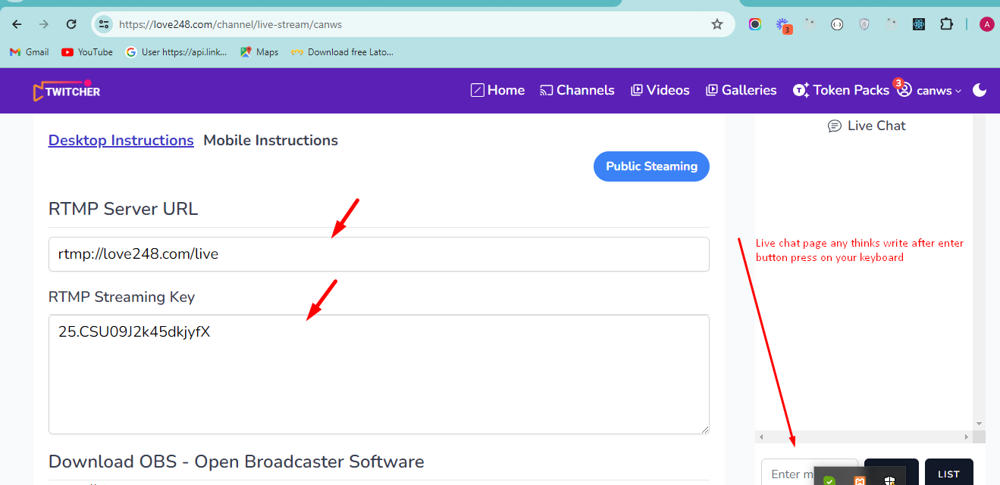 https://love248.com/channel/live-stream/canws
3
A
Gmail
YouTube
User https://api.link...
Maps
Download free Lato...
TWITCHER
Home
Channels
Videos
Galleries
Token Packs
3
canws
Desktop Instructions
Mobile Instructions
Live Chat
Public Steaming
RTMP Server URL
rtmp://love248.com/live
Live chat page any thinks write after enter
button press on your keyboard
RTMP Streaming Key
25.CSU09J2k45dkjyfX
Download OBS - Open Broadcaster Software
Enter m
LIST